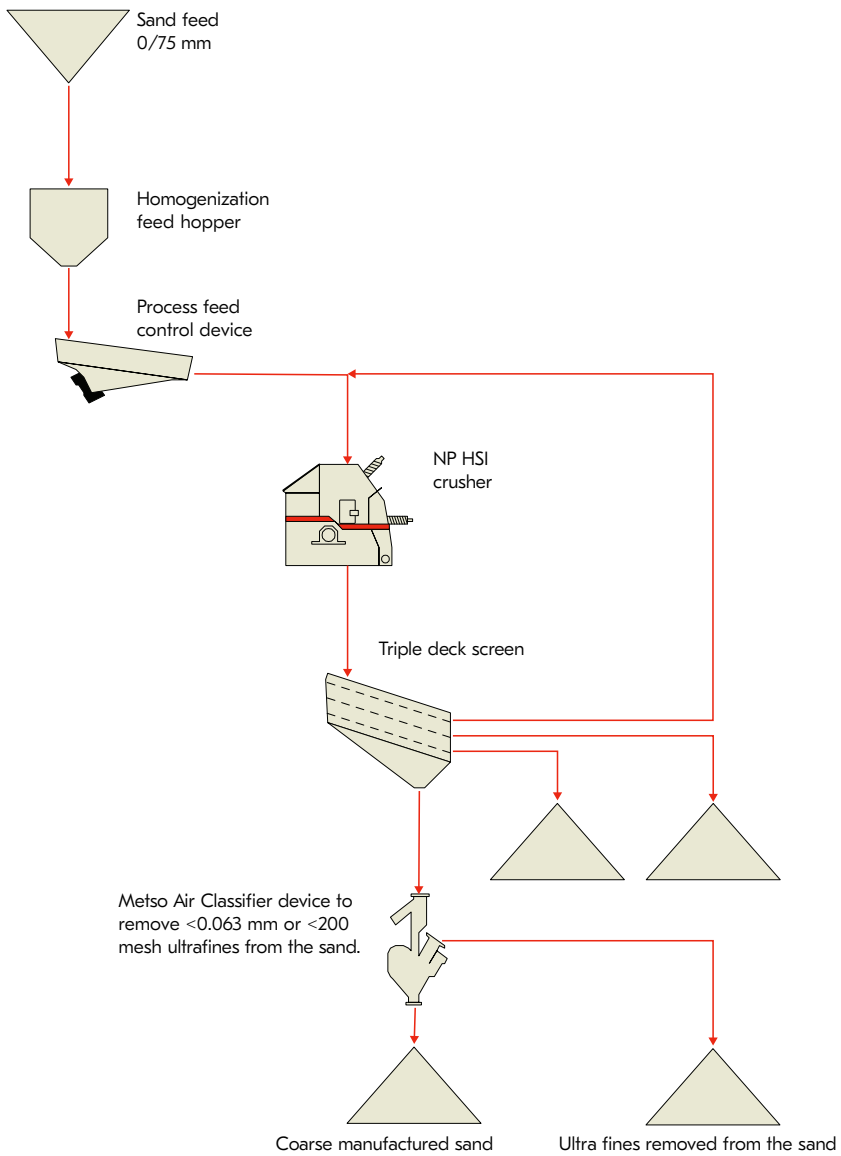 Sand feed
0/75 mm
Homogenization
feed hopper
Process feed
control device
NP HSI
crusher
Triple deck screen
Metso Air Classifier device to
remove <0.063 mm or <200
mesh ultrafines from the sand.
Coarse manufactured sand
Ultra fines removed from the sand